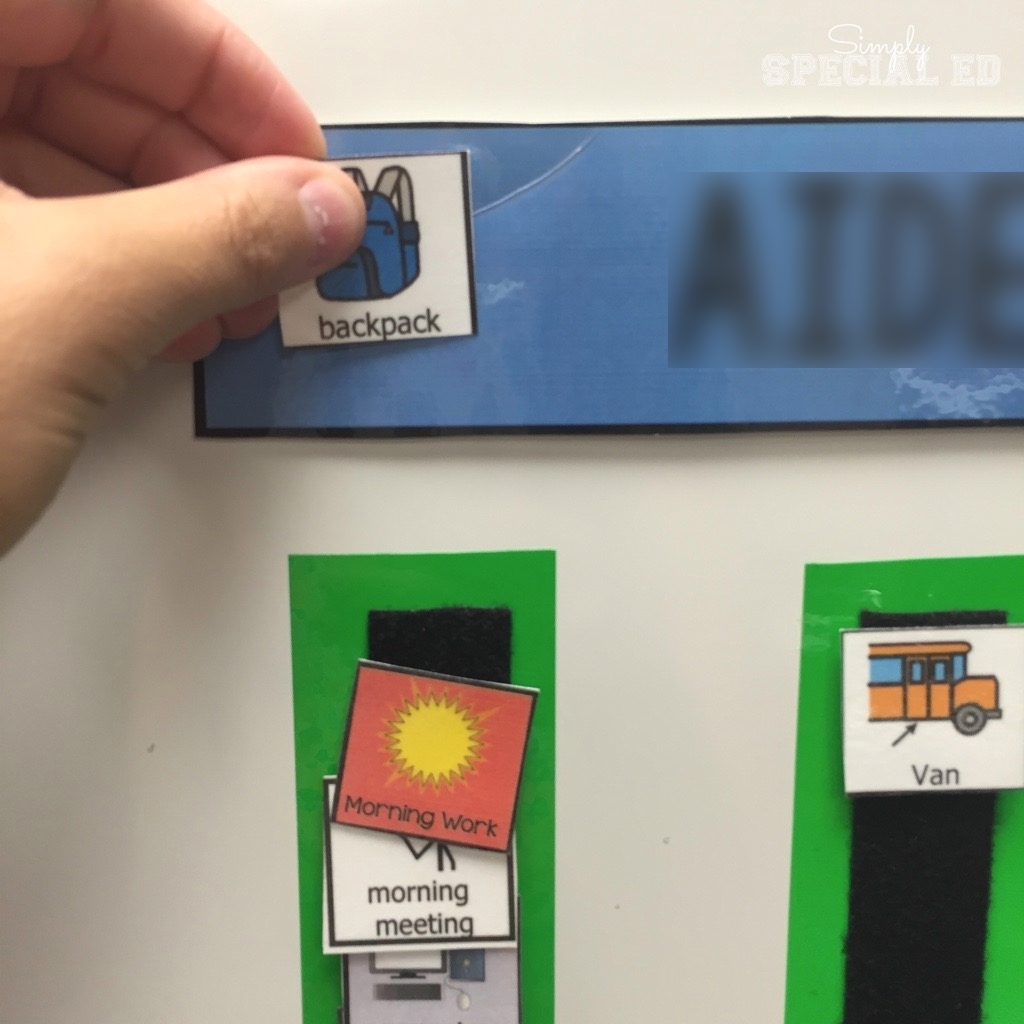 Simply
SPECIAL ED
backpack
Van
Morning Work
morning
meeting